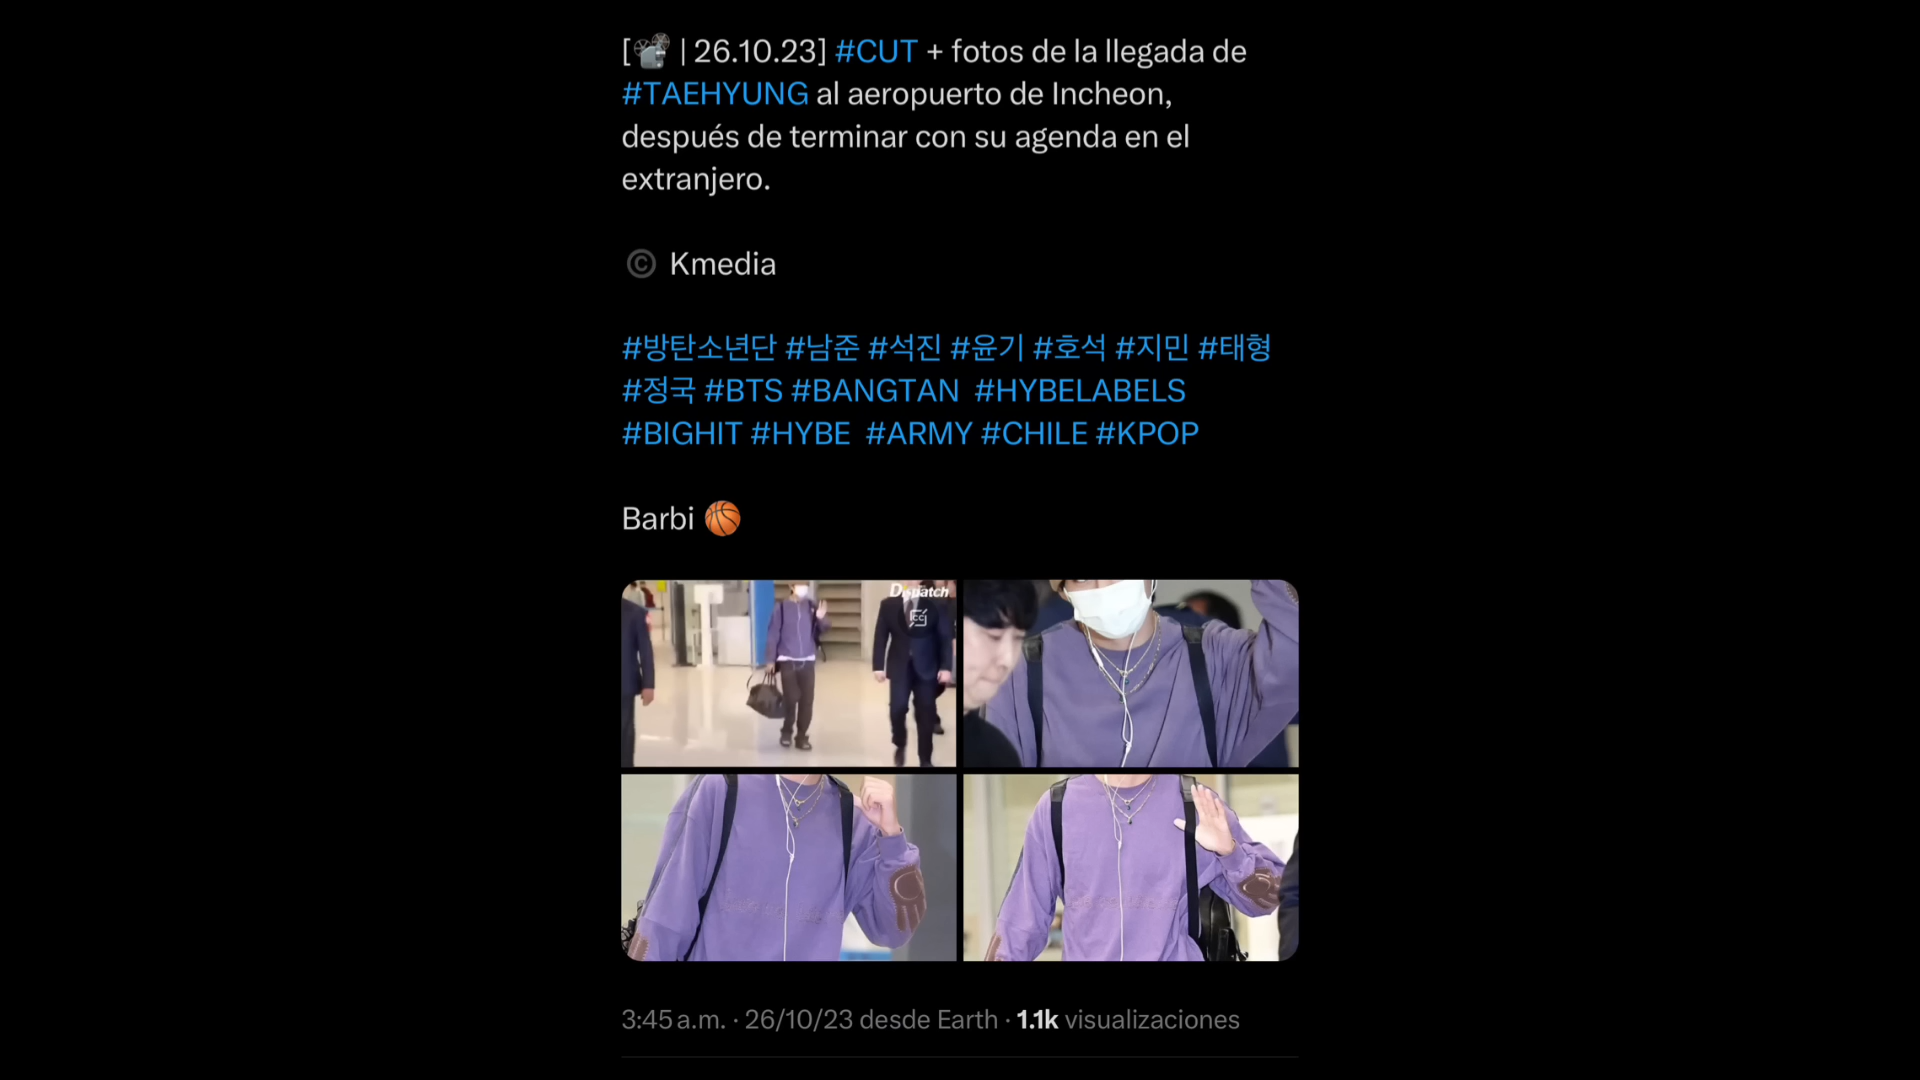 [📽 | 26.10.23] #CUT + fotos de la llegada de
#TAEHYUNG al aeropuerto de Incheon,
después de terminar con su agenda en el
extranjero.
© Kmedia
#방탄소년단 #남준 #석진 #윤기 #호석 #지민 #태형
#정국 #BTS #BANGTAN #HYBELABELS
#BIGHIT #HYBE #ARMY #CHILE #KPOP
Barbi 🏀
Dispatch
3:45 a.m. · 26/10/23 desde Earth · 1.1k visualizaciones